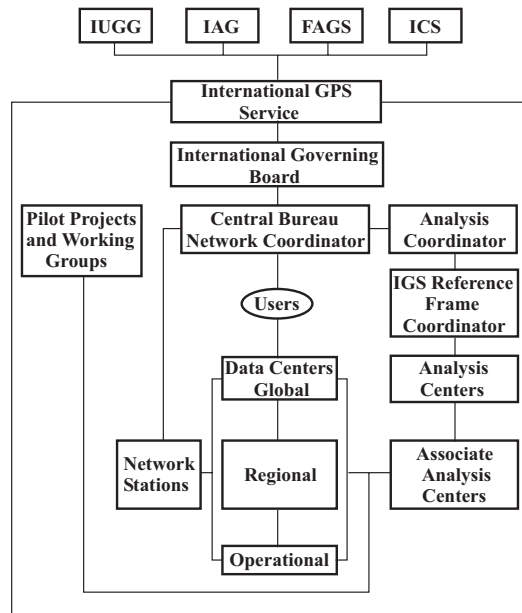 IUGG
IAG
FAGS
ICS
International GPS
Service
International Governing
Board
Pilot Projects
and Working
Groups
Central Bureau
Network Coordinator
Analysis
Coordinator
IGS Reference
Frame
Coordinator
Users
Data Centers
Global
Analysis
Centers
Network
Stations
Regional
Associate
Analysis
Centers
Operational